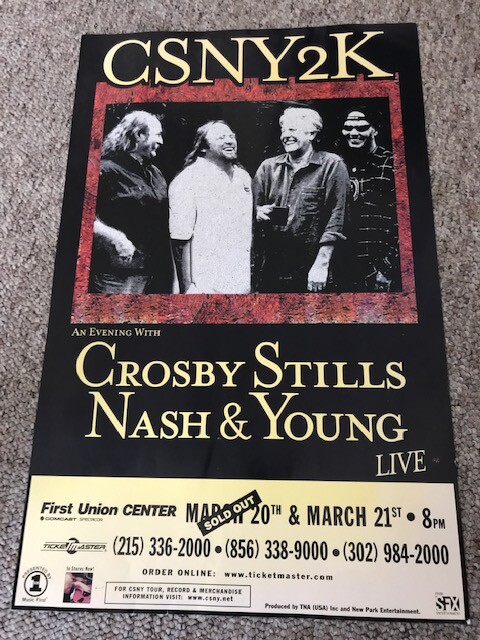 CSNY2K
AN EVENING WITH
CROSBY STILLS
NASH & YOUNG
LIVE
First Union CENTER MARCH 20TH & MARCH 21ST • 8PM
SOLD OUT
COMCAST SPECTACOR
TICKETMASTER (215) 336-2000 • (856) 338-9000 • (302) 984-2000
ORDER ONLINE: www.ticketmaster.com
PRESENTED BY
1
Music First
In Stores Now!
FOR CSNY TOUR, RECORD & MERCHANDISE
INFORMATION VISIT: www.csny.net
Produced by TNA (USA) Inc and New Park Entertainment.
SFX